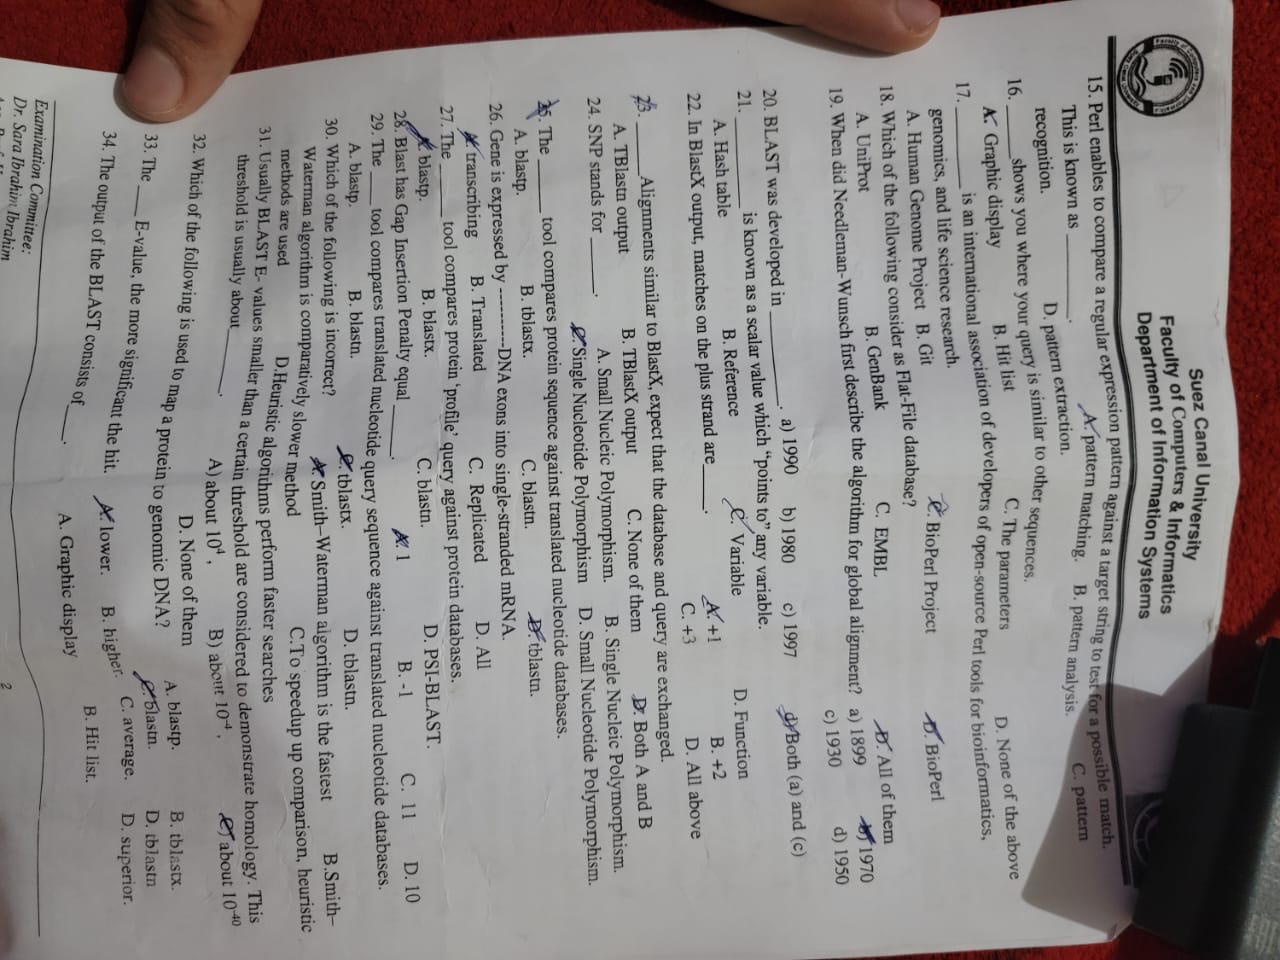 Suez Canal University
Faculty of Computers & Informatics
Department of Information Systems
15. Perl enables to compare a regular expression pattern against a target string to test for a possible match.
This is known as __________. A. pattern matching. B. pattern analysis. C. pattern
recognition. D. pattern extraction.
16. ______shows you where your query is similar to other sequences.
A. Graphic display B. Hit list C. The parameters D. None of the above
17. _________ is an international association of developers of open-source Perl tools for bioinformatics,
genomics, and life science research.
A. Human Genome Project B. Git C. BioPerl Project D. BioPerl
18. Which of the following consider as Flat-File database?
A. UniProt B. GenBank C. EMBL D. All of them
19. When did Needleman-Wunsch first describe the algorithm for global alignment? a) 1899 b) 1970
c) 1930 d) 1950
20. BLAST was developed in __________. a) 1990 b) 1980 c) 1997 d) Both (a) and (c)
21. __________ is known as a scalar value which “points to” any variable.
A. Hash table B. Reference C. Variable D. Function
22. In BlastX output, matches on the plus strand are_____. A. +1 B. +2
C. +3 D. All above
23. ______Alignments similar to BlastX, expect that the database and query are exchanged.
A. TBlastn output B. TBlastX output C. None of them D. Both A and B
24. SNP stands for ______. A. Small Nucleic Polymorphism. B. Single Nucleic Polymorphism.
C. Single Nucleotide Polymorphism D. Small Nucleotide Polymorphism.
25. The ______ tool compares protein sequence against translated nucleotide databases.
A. blastp. B. tblastx. C. blastn. D. tblastn.
26. Gene is expressed by ----------DNA exons into single-stranded mRNA.
A. transcribing B. Translated C. Replicated D. All
27. The ______ tool compares protein ‘profile’ query against protein databases.
A. blastp. B. blastx. C. blastn. D. PSI-BLAST.
28. Blast has Gap Insertion Penalty equal ______. A. 1 B. -1 C. 11 D. 10
29. The ____ tool compares translated nucleotide query sequence against translated nucleotide databases.
A. blastp. B. blastn. C. tblastx. D. tblastn.
30. Which of the following is incorrect? A. Smith–Waterman algorithm is the fastest B.Smith–
Waterman algorithm is comparatively slower method C.To speedup up comparison, heuristic
methods are used D.Heuristic algorithms perform faster searches
31. Usually BLAST E- values smaller than a certain threshold are considered to demonstrate homology. This
threshold is usually about________. A) about 10⁴, B) about 10⁻⁴, C) about 10⁻⁴⁰
D. None of them
32. Which of the following is used to map a protein to genomic DNA? A. blastp. B. tblastx.
C. blastn. D. tblastn
33. The ____ E-value, the more significant the hit. A. lower. B. higher. C. average. D. superior.
34. The output of the BLAST consists of_____. A. Graphic display B. Hit list.
Examination Committee:
Dr. Sara Ibrahim Ibrahim
2